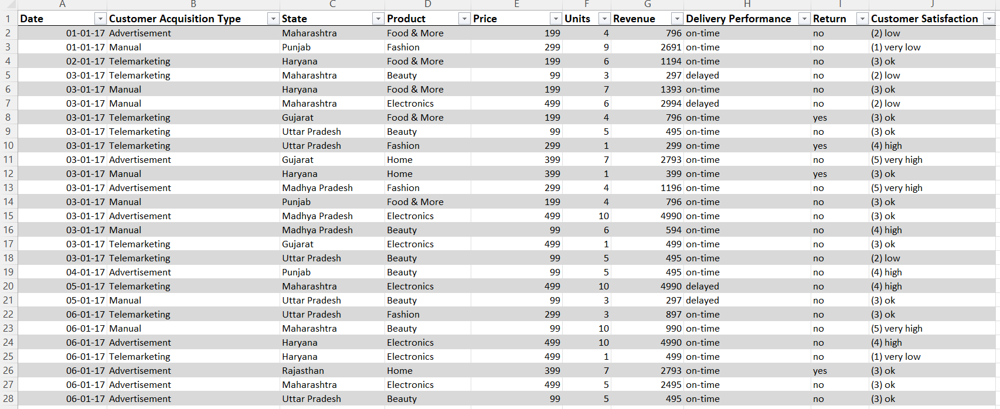 A B C D E F G H I J
1 Date Customer Acquisition Type State Product Price Units Revenue Delivery Performance Return Customer Satisfaction
2 01-01-17 Advertisement Maharashtra Food & More 199 4 796 on-time no (2) low
3 01-01-17 Manual Punjab Fashion 299 9 2691 on-time no (1) very low
4 02-01-17 Telemarketing Haryana Food & More 199 6 1194 on-time no (3) ok
5 03-01-17 Telemarketing Maharashtra Beauty 99 3 297 delayed no (2) low
6 03-01-17 Manual Haryana Food & More 199 7 1393 on-time no (3) ok
7 03-01-17 Manual Maharashtra Electronics 499 6 2994 delayed no (2) low
8 03-01-17 Telemarketing Gujarat Food & More 199 4 796 on-time yes (3) ok
9 03-01-17 Telemarketing Uttar Pradesh Beauty 99 5 495 on-time no (3) ok
10 03-01-17 Telemarketing Uttar Pradesh Fashion 299 1 299 on-time yes (4) high
11 03-01-17 Advertisement Gujarat Home 399 7 2793 on-time no (5) very high
12 03-01-17 Manual Haryana Home 399 1 399 on-time yes (3) ok
13 03-01-17 Advertisement Madhya Pradesh Fashion 299 4 1196 on-time no (5) very high
14 03-01-17 Manual Punjab Food & More 199 4 796 on-time no (3) ok
15 03-01-17 Advertisement Madhya Pradesh Electronics 499 10 4990 on-time no (3) ok
16 03-01-17 Manual Madhya Pradesh Beauty 99 6 594 on-time no (4) high
17 03-01-17 Telemarketing Gujarat Electronics 499 1 499 on-time no (3) ok
18 03-01-17 Telemarketing Uttar Pradesh Beauty 99 5 495 on-time no (2) low
19 04-01-17 Advertisement Punjab Beauty 99 5 495 on-time no (4) high
20 05-01-17 Telemarketing Maharashtra Electronics 499 10 4990 delayed no (4) high
21 05-01-17 Manual Uttar Pradesh Beauty 99 3 297 delayed no (3) ok
22 06-01-17 Telemarketing Uttar Pradesh Fashion 299 3 897 on-time no (3) ok
23 06-01-17 Manual Maharashtra Beauty 99 10 990 on-time no (5) very high
24 06-01-17 Advertisement Haryana Electronics 499 10 4990 on-time no (4) high
25 06-01-17 Telemarketing Haryana Electronics 499 1 499 on-time no (1) very low
26 06-01-17 Advertisement Rajasthan Home 399 7 2793 on-time yes (3) ok
27 06-01-17 Advertisement Maharashtra Electronics 499 5 2495 on-time no (3) ok
28 06-01-17 Advertisement Uttar Pradesh Beauty 99 5 495 on-time no (3) ok